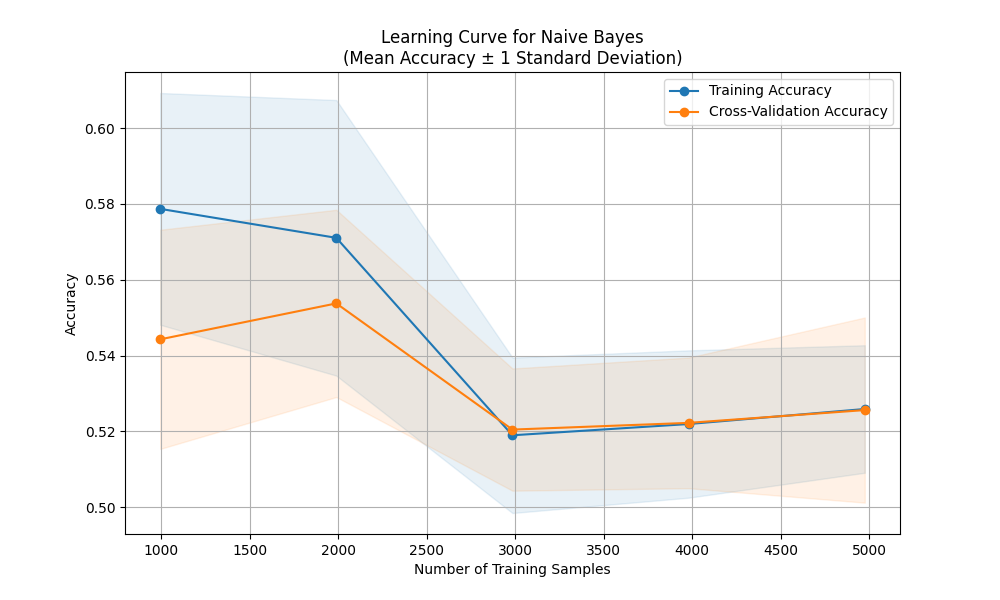 Learning Curve for Naive Bayes
(Mean Accuracy ± 1 Standard Deviation)
Training Accuracy
Cross-Validation Accuracy
Accuracy
0.60
0.58
0.56
0.54
0.52
0.50
1000 1500 2000 2500 3000 3500 4000 4500 5000
Number of Training Samples